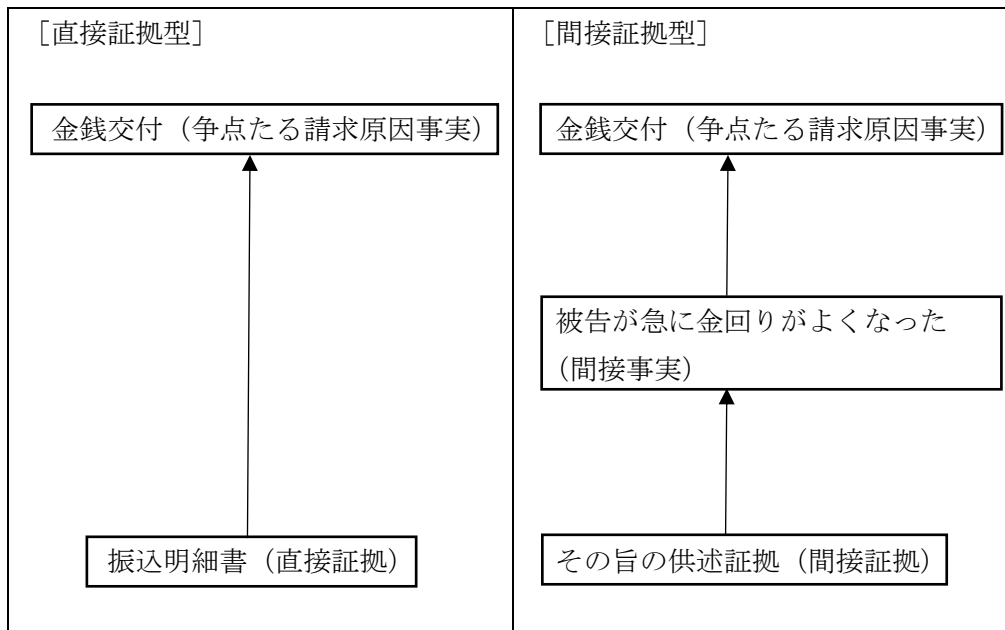 ［直接証拠型］
金銭交付（争点たる請求原因事実）
振込明細書（直接証拠）
［間接証拠型］
金銭交付（争点たる請求原因事実）
被告が急に金回りがよくなった
（間接事実）
その旨の供述証拠（間接証拠）